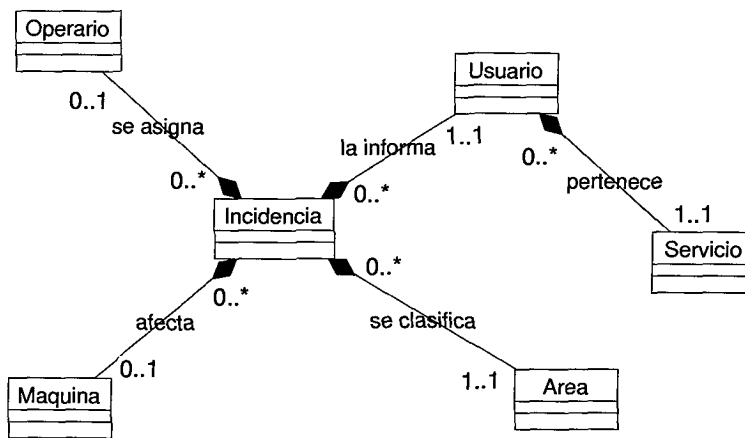 Operario
0..1
se asigna
0..*
Usuario
1..1
la informa
0..*
0..*
pertenece
1..1
Servicio
Incidencia
0..*
afecta
0..1
Maquina
0..*
se clasifica
1..1
Area